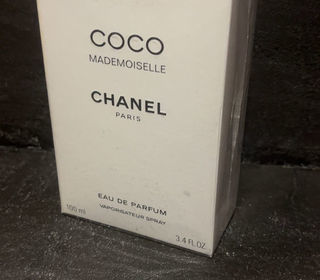 COCO
MADEMOISELLE
CHANEL
PARIS
EAU DE PARFUM
VAPORISATEUR SPRAY
100 ml
3.4 FL.OZ